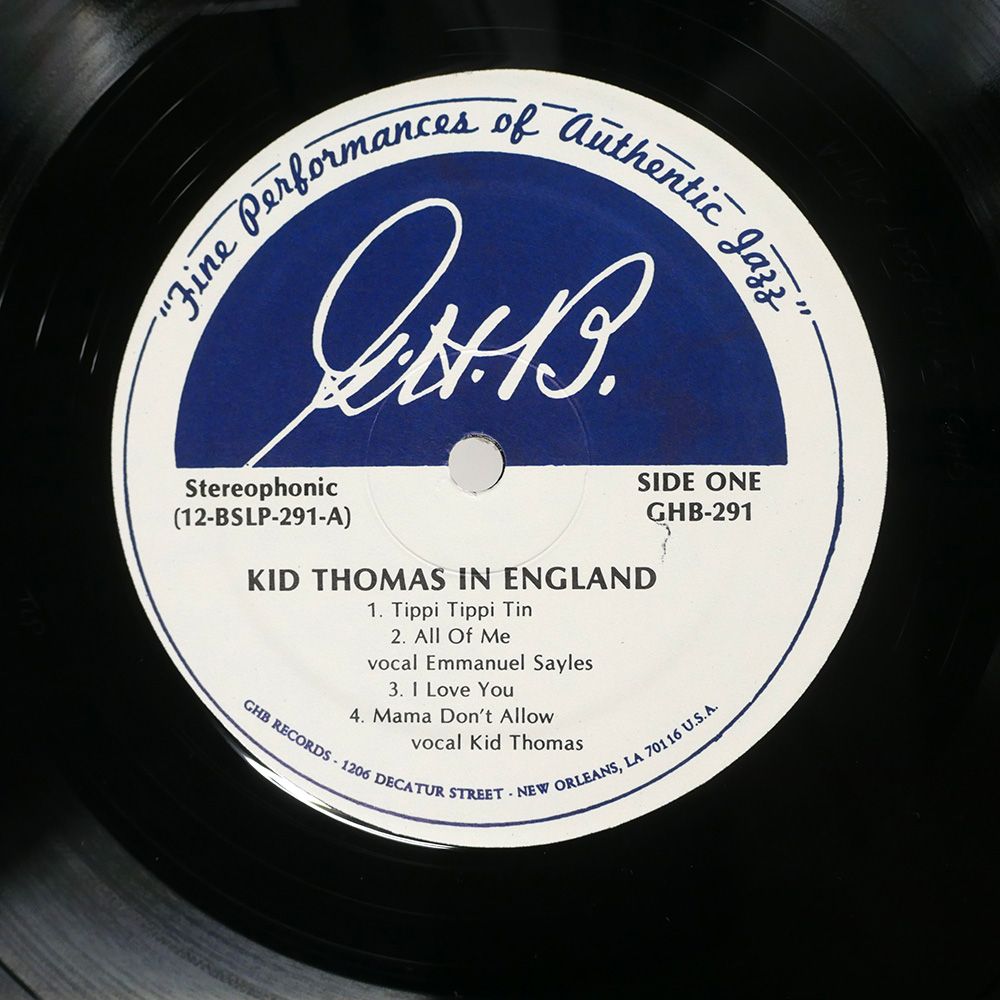 "Fine Performances of Authentic Jazz"
G.H.B.
Stereophonic
(12-BSLP-291-A)
SIDE ONE
GHB-291
KID THOMAS IN ENGLAND
1. Tippi Tippi Tin
2. All Of Me
vocal Emmanuel Sayles
3. I Love You
4. Mama Don't Allow
vocal Kid Thomas
GHB RECORDS - 1206 DECATUR STREET - NEW ORLEANS, LA 70116 U.S.A.